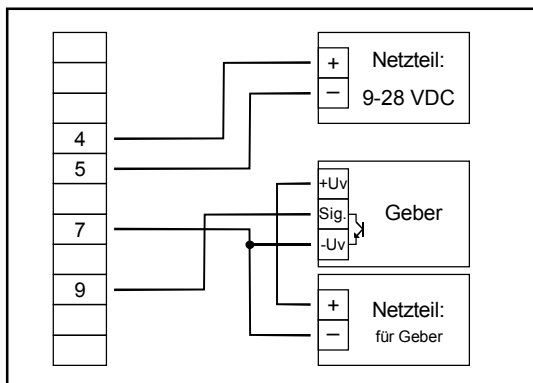 4
5
7
9
+
−
Netzteil:
9-28 VDC
+Uv
Sig.
-Uv
Geber
+
−
Netzteil:
für Geber